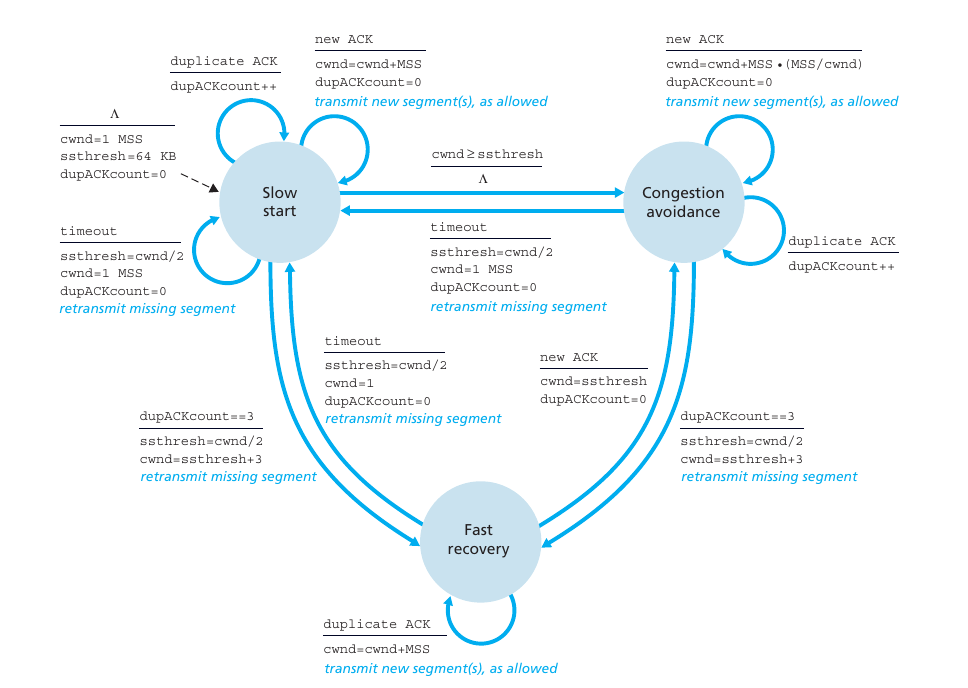 new ACK
cwnd=cwnd+MSS
dupACKcount=0
transmit new segment(s), as allowed
new ACK
cwnd=cwnd+MSS •(MSS/cwnd)
dupACKcount=0
transmit new segment(s), as allowed
duplicate ACK
dupACKcount++
Λ
cwnd=1 MSS
ssthresh=64 KB
dupACKcount=0
Slow
start
cwnd≥ssthresh
Λ
Congestion
avoidance
timeout
ssthresh=cwnd/2
cwnd=1 MSS
dupACKcount=0
retransmit missing segment
timeout
ssthresh=cwnd/2
cwnd=1 MSS
dupACKcount=0
retransmit missing segment
duplicate ACK
dupACKcount++
timeout
ssthresh=cwnd/2
cwnd=1
dupACKcount=0
retransmit missing segment
new ACK
cwnd=ssthresh
dupACKcount=0
dupACKcount==3
ssthresh=cwnd/2
cwnd=ssthresh+3
retransmit missing segment
dupACKcount==3
ssthresh=cwnd/2
cwnd=ssthresh+3
retransmit missing segment
Fast
recovery
duplicate ACK
cwnd=cwnd+MSS
transmit new segment(s), as allowed